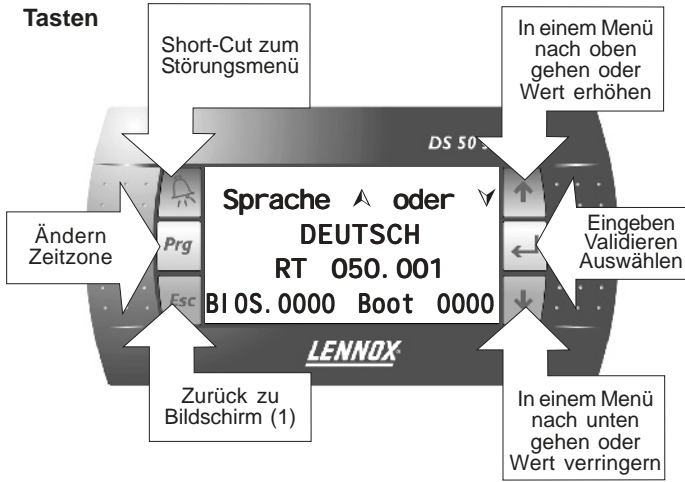 Tasten
Short-Cut zum
Störungsmenü
In einem Menü
nach oben
gehen oder
Wert erhöhen
DS 50
Ändern
Zeitzone
Prg
Esc
Sprache oder
DEUTSCH
RT 050.001
BIOS.0000 Boot 0000
Eingeben
Validieren
Auswählen
LENNOX
Zurück zu
Bildschirm (1)
In einem Menü
nach unten
gehen oder
Wert verringern